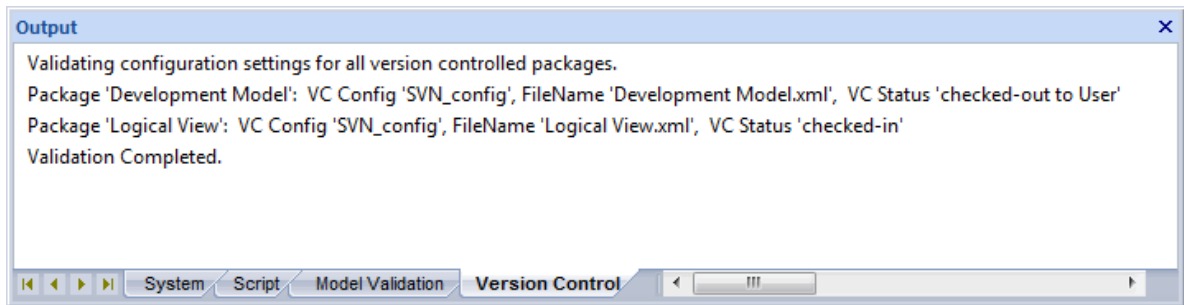 Output
Validating configuration settings for all version controlled packages.
Package 'Development Model':  VC Config 'SVN_config', FileName 'Development Model.xml',  VC Status 'checked-out to User'
Package 'Logical View':  VC Config 'SVN_config', FileName 'Logical View.xml',  VC Status 'checked-in'
Validation Completed.
System Script Model Validation Version Control